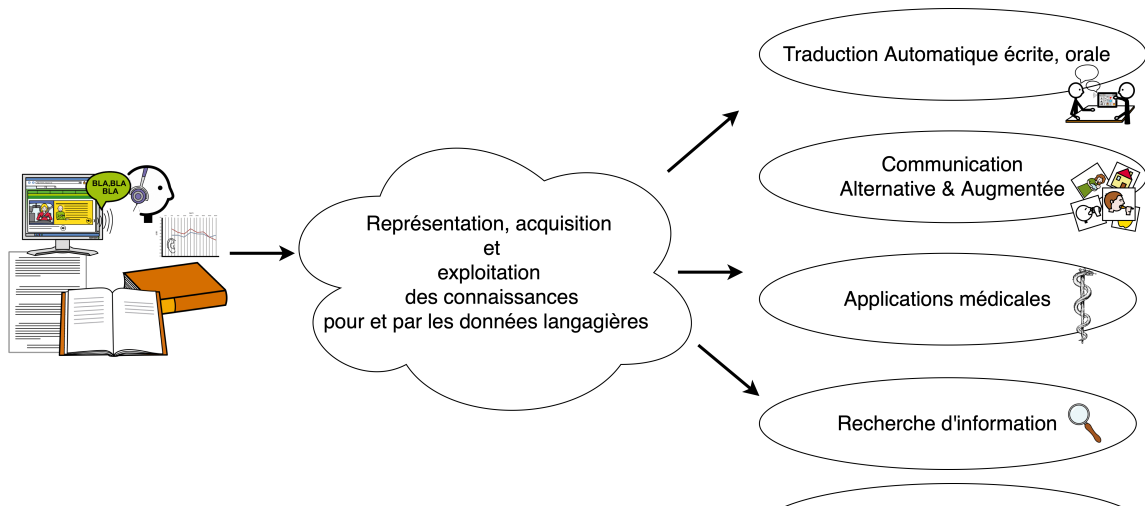 BLA,BLA
BLA
Représentation, acquisition
et
exploitation
des connaissances
pour et par les données langagières
Traduction Automatique écrite, orale
Communication
Alternative & Augmentée
Applications médicales
Recherche d'information